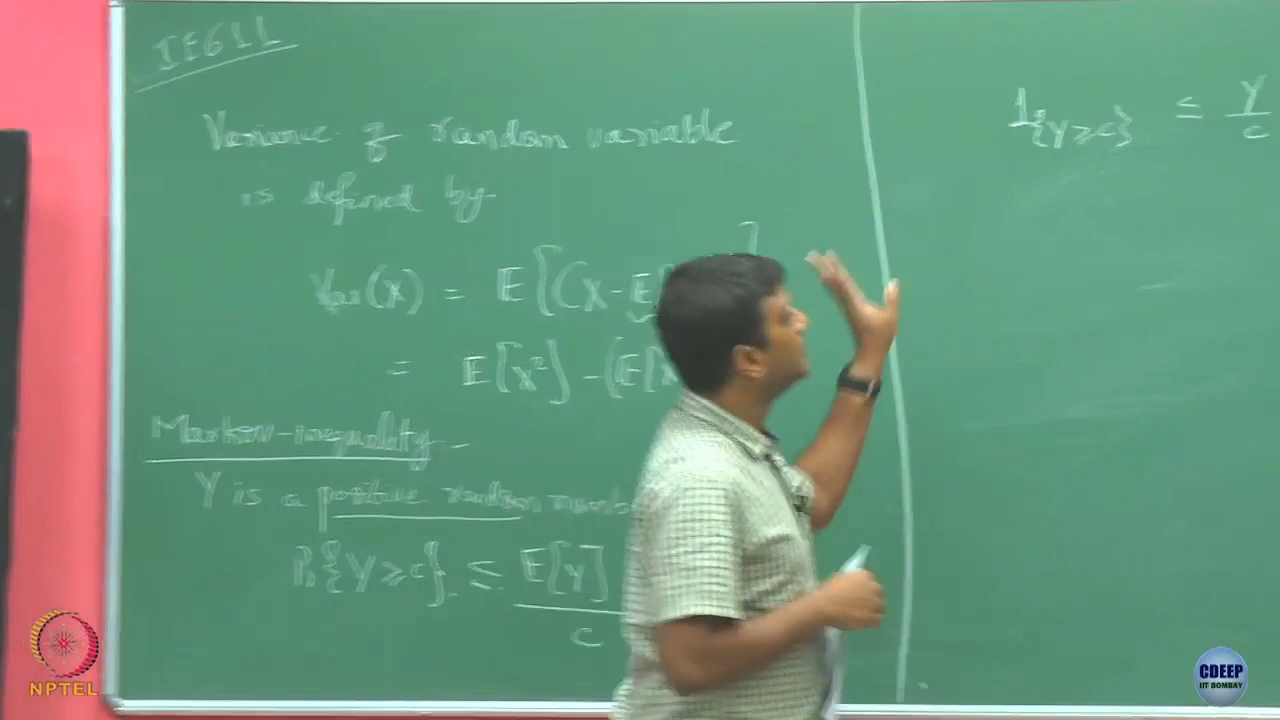 IE611
Variance of random variable
is defined by
Var(X) = E[(X-E[
= E[X²] - (E[X
Markov-inequality -
Y is a positive random numb
Pr{Y ≥ c} ≤ E[Y]
c
1{Y ≥ c} ≤ Y/c
NPTEL
CDEEP
IIT BOMBAY